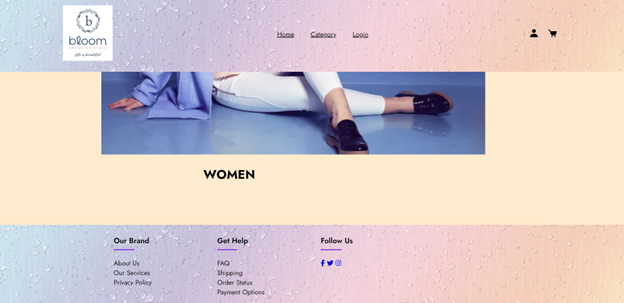 b
bloom
life is beautiful
Home Category Login
WOMEN
Our Brand Get Help Follow Us
About Us FAQ
Our Services Shipping
Privacy Policy Order Status
Payment Options